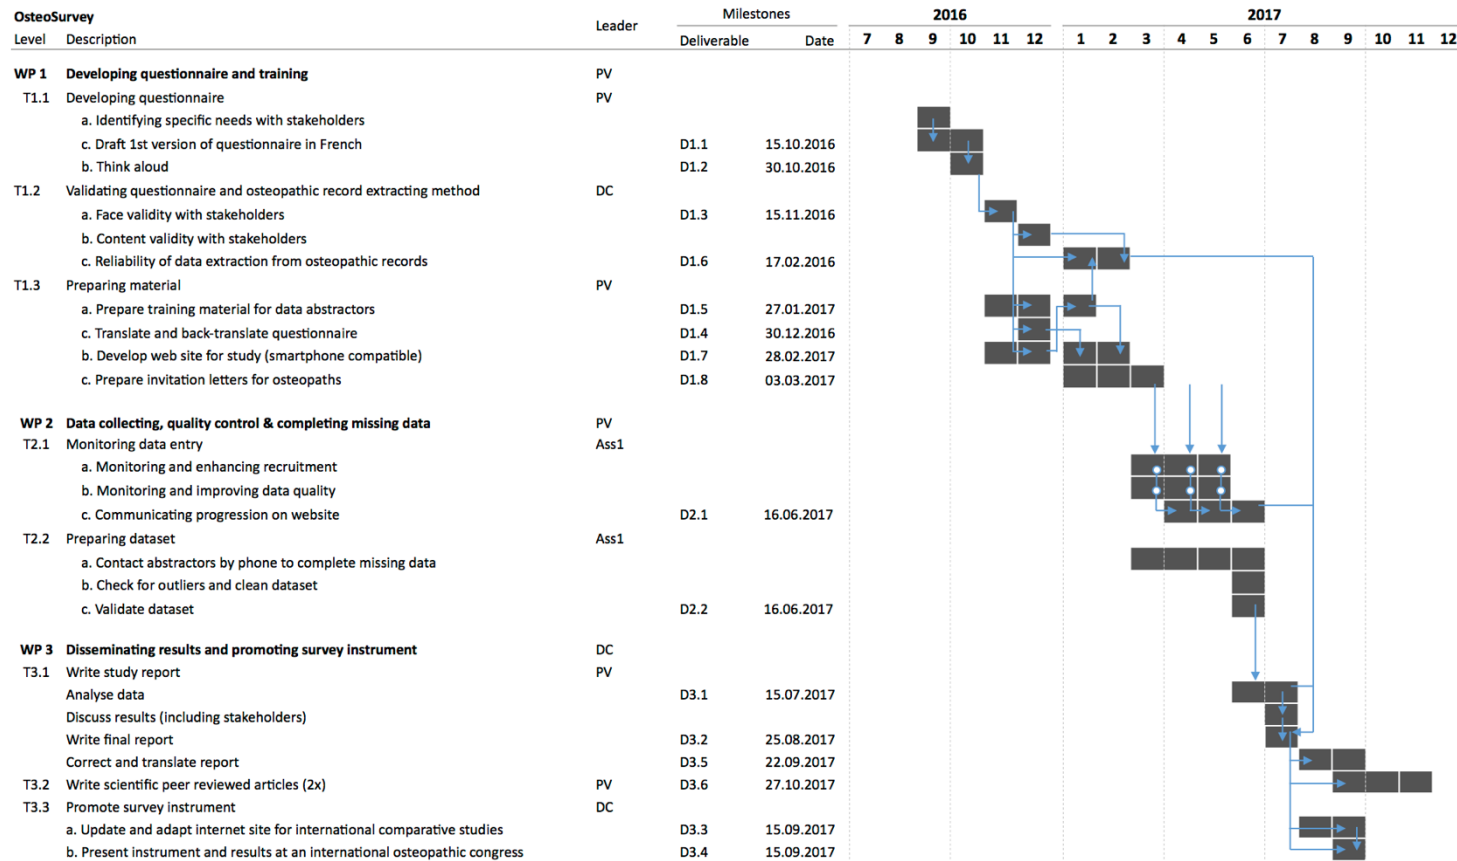 OsteoSurvey Leader Milestones 2016 2017
Level Description Deliverable Date 7 8 9 10 11 12 1 2 3 4 5 6 7 8 9 10 11 12
WP 1 Developing questionnaire and training PV
T1.1 Developing questionnaire PV
a. Identifying specific needs with stakeholders
c. Draft 1st version of questionnaire in French D1.1 15.10.2016
b. Think aloud D1.2 30.10.2016
T1.2 Validating questionnaire and osteopathic record extracting method DC
a. Face validity with stakeholders D1.3 15.11.2016
b. Content validity with stakeholders
c. Reliability of data extraction from osteopathic records D1.6 17.02.2016
T1.3 Preparing material PV
a. Prepare training material for data abstractors D1.5 27.01.2017
c. Translate and back-translate questionnaire D1.4 30.12.2016
b. Develop web site for study (smartphone compatible) D1.7 28.02.2017
c. Prepare invitation letters for osteopaths D1.8 03.03.2017
WP 2 Data collecting, quality control & completing missing data PV
T2.1 Monitoring data entry Ass1
a. Monitoring and enhancing recruitment
b. Monitoring and improving data quality
c. Communicating progression on website D2.1 16.06.2017
T2.2 Preparing dataset Ass1
a. Contact abstractors by phone to complete missing data
b. Check for outliers and clean dataset
c. Validate dataset D2.2 16.06.2017
WP 3 Disseminating results and promoting survey instrument DC
T3.1 Write study report PV
Analyse data D3.1 15.07.2017
Discuss results (including stakeholders)
Write final report D3.2 25.08.2017
Correct and translate report D3.5 22.09.2017
T3.2 Write scientific peer reviewed articles (2x) PV D3.6 27.10.2017
T3.3 Promote survey instrument DC
a. Update and adapt internet site for international comparative studies D3.3 15.09.2017
b. Present instrument and results at an international osteopathic congress D3.4 15.09.2017